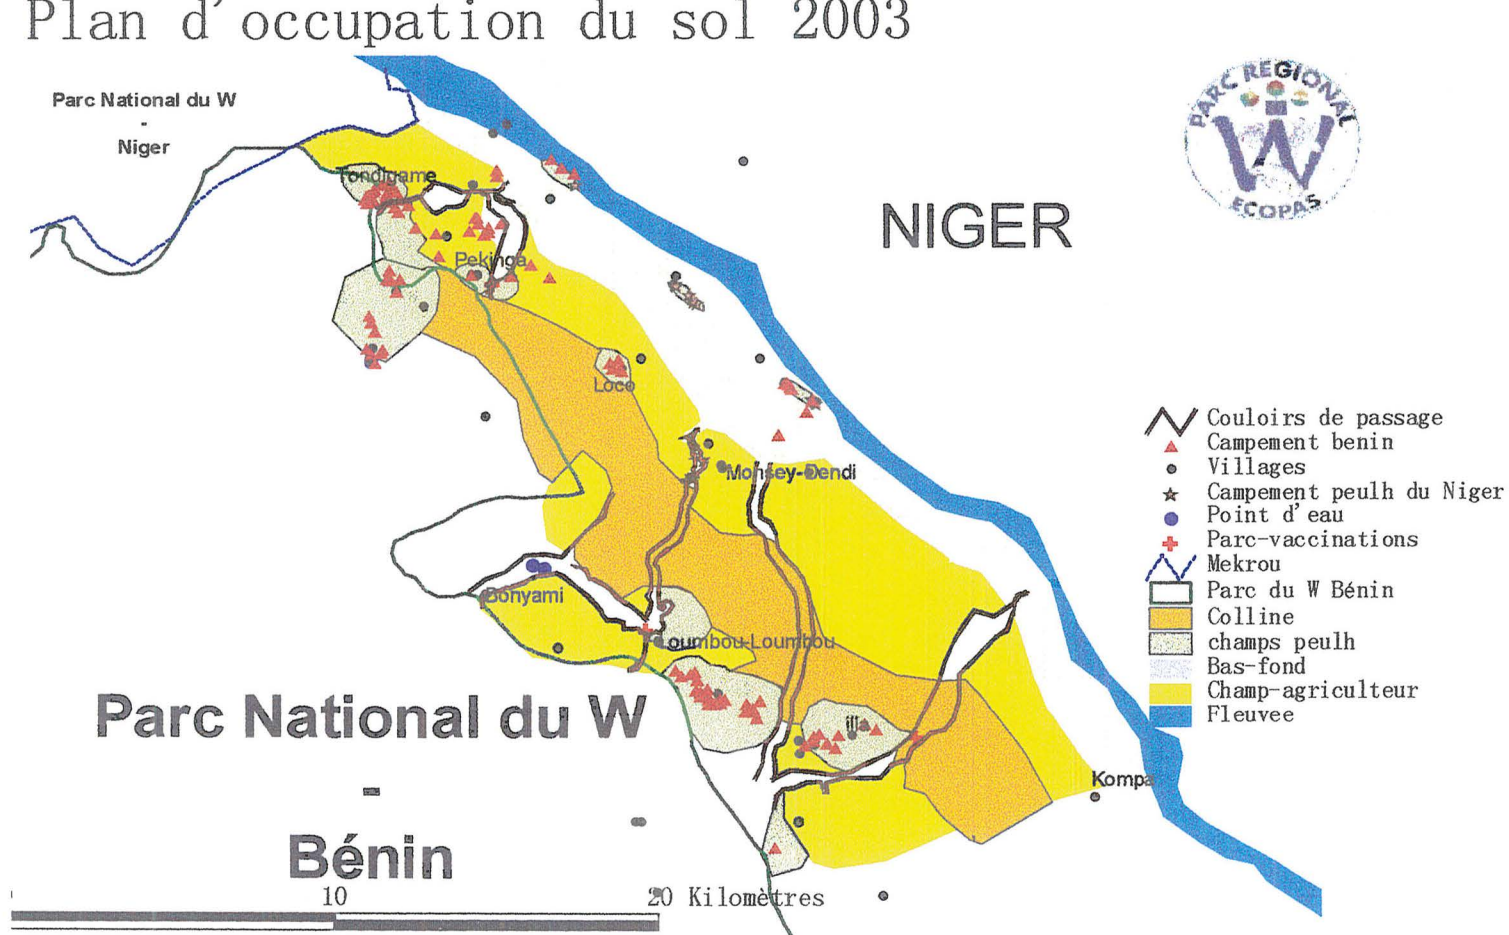 Plan d'occupation du sol 2003
Parc National du W
-
Niger
PARC REGIONAL
W
ECOPAS
Tondigame
NIGER
Pekinga
Loco
Monsey-Dendi
Bonyami
Loumbou-Loumbou
Parc National du W
-
Bénin
illa
Kompa
10
20 Kilomètres
Couloirs de passage
Campement benin
Villages
Campement peulh du Niger
Point d'eau
Parc-vaccinations
Mekrou
Parc du W Bénin
Colline
champs peulh
Bas-fond
Champ-agriculteur
Fleuvee